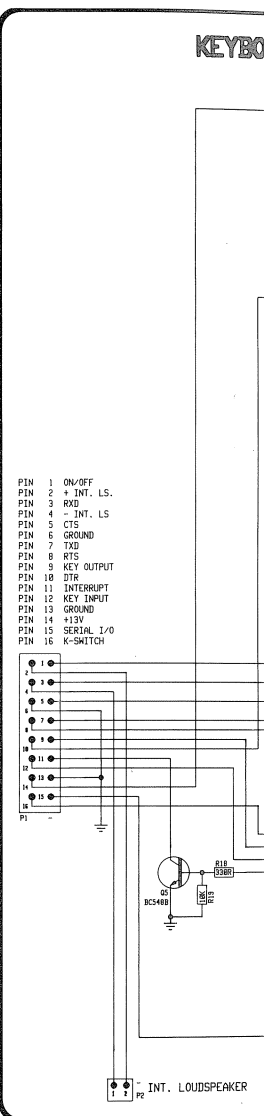 KEYBO
PIN 1 ON/OFF
PIN 2 + INT. LS.
PIN 3 RXD
PIN 4 - INT. LS
PIN 5 CTS
PIN 6 GROUND
PIN 7 TXD
PIN 8 RTS
PIN 9 KEY OUTPUT
PIN 10 DTR
PIN 11 INTERRUPT
PIN 12 KEY INPUT
PIN 13 GROUND
PIN 14 +13V
PIN 15 SERIAL I/O
PIN 16 K-SWITCH
1
2
3
4
5
6
7
8
9
10
11
12
13
14
15
16
P1 -
R18
330R
Q5
BC548B
10K
R19
1 2
P2 - INT. LOUDSPEAKER